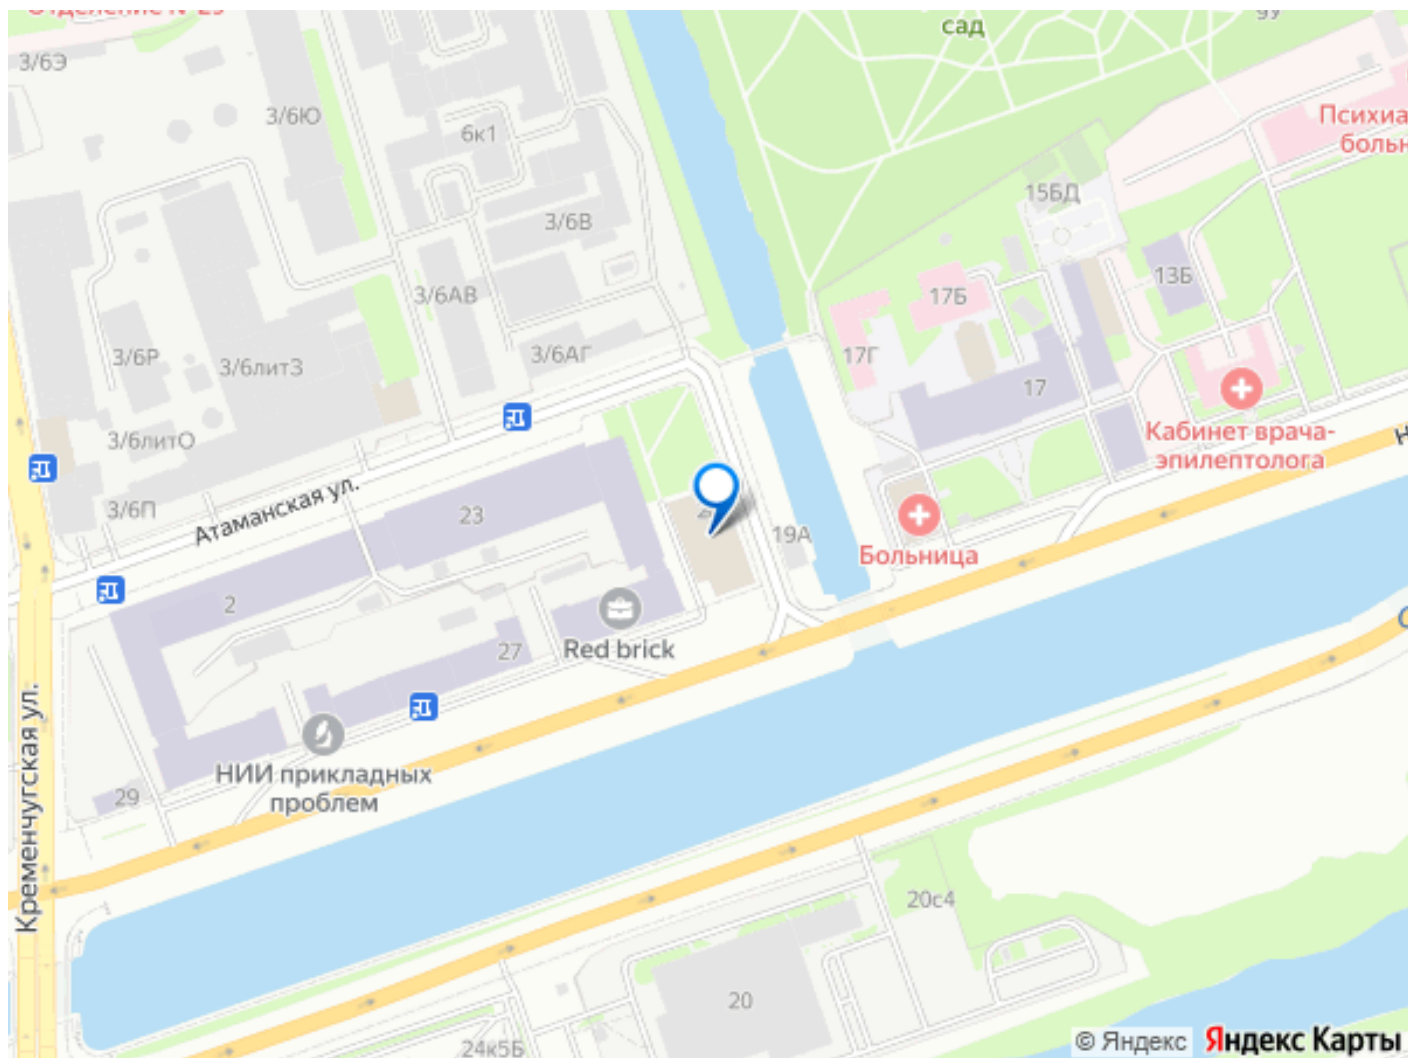 сад
9У
3/6Э
3/6Ю
6к1
3/6В
3/6АВ
3/6Р
3/6литЗ
3/6АГ
3/6литО
3/6П
Атаманская ул.
23
2
27
29
19А
Red brick
НИИ прикладных
проблем
Кременчугская ул.
15БД
13Б
17Б
17Г
17
Больница
Кабинет врача-
эпилептолога
20с4
20
24к5Б
© Яндекс
Яндекс Карты